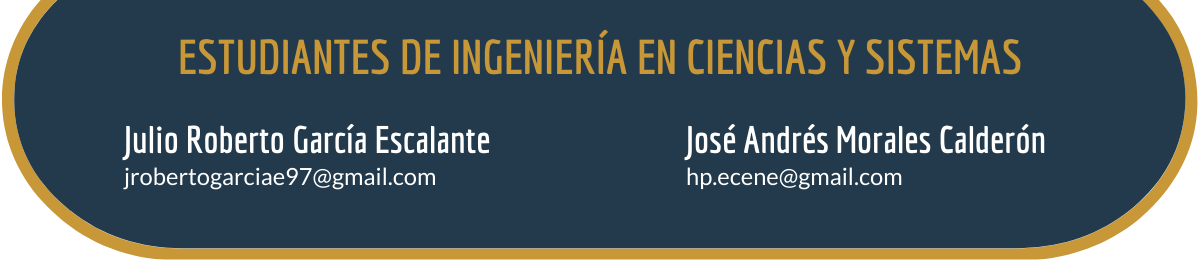 ESTUDIANTES DE INGENIERÍA EN CIENCIAS Y SISTEMAS
Julio Roberto García Escalante
jrobertogarciae97@gmail.com
José Andrés Morales Calderón
hp.ecene@gmail.com